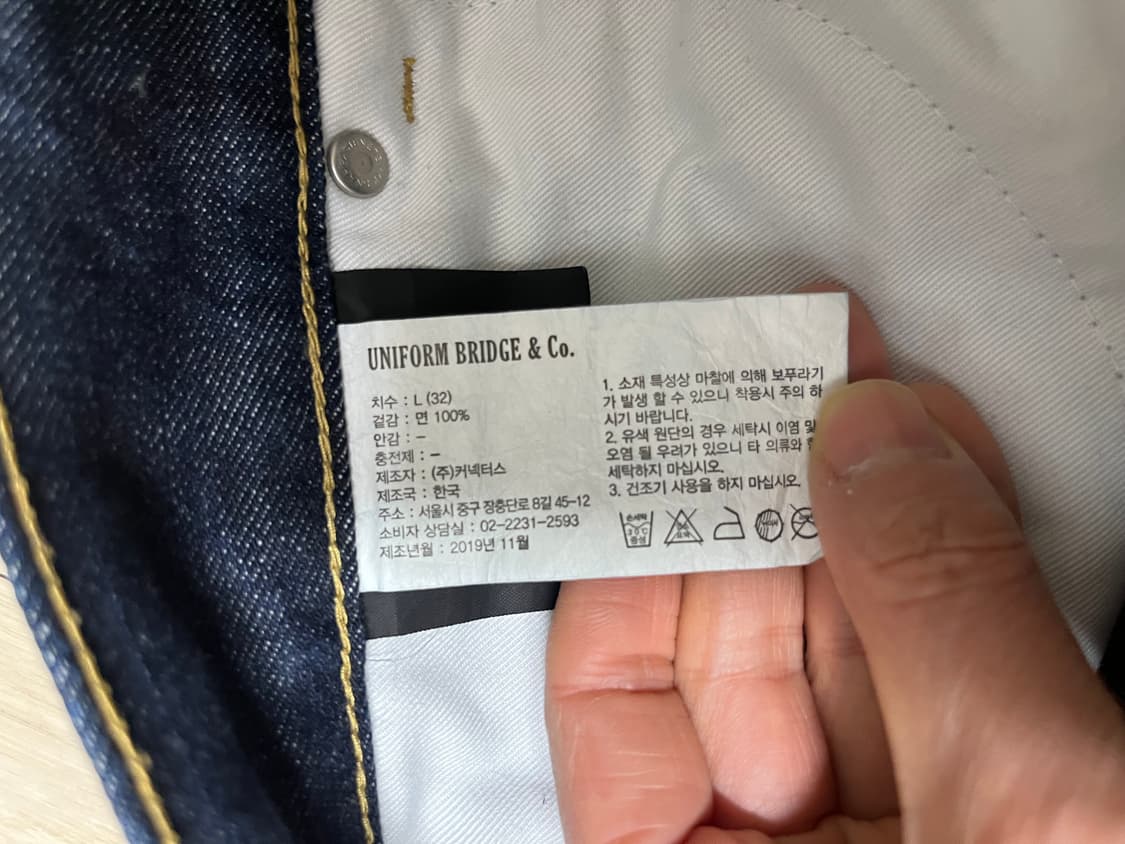 UNIFORM BRIDGE & Co.
치수 : L (32)
겉감 : 면 100%
안감 : –
충전제 : –
제조자 : (주)커넥터스
제조국 : 한국
주소 : 서울시 중구 장충단로 8길 45-12
소비자 상담실 : 02-2231-2593
제조년월 : 2019년 11월
1. 소재 특성상 마찰에 의해 보푸라기
가 발생 할 수 있으니 착용시 주의 하
시기 바랍니다.
2. 유색 원단의 경우 세탁시 이염 및
오염 될 우려가 있으니 타 의류와
세탁하지 마십시오.
3. 건조기 사용을 하지 마십시오.
손세탁
30℃
중성